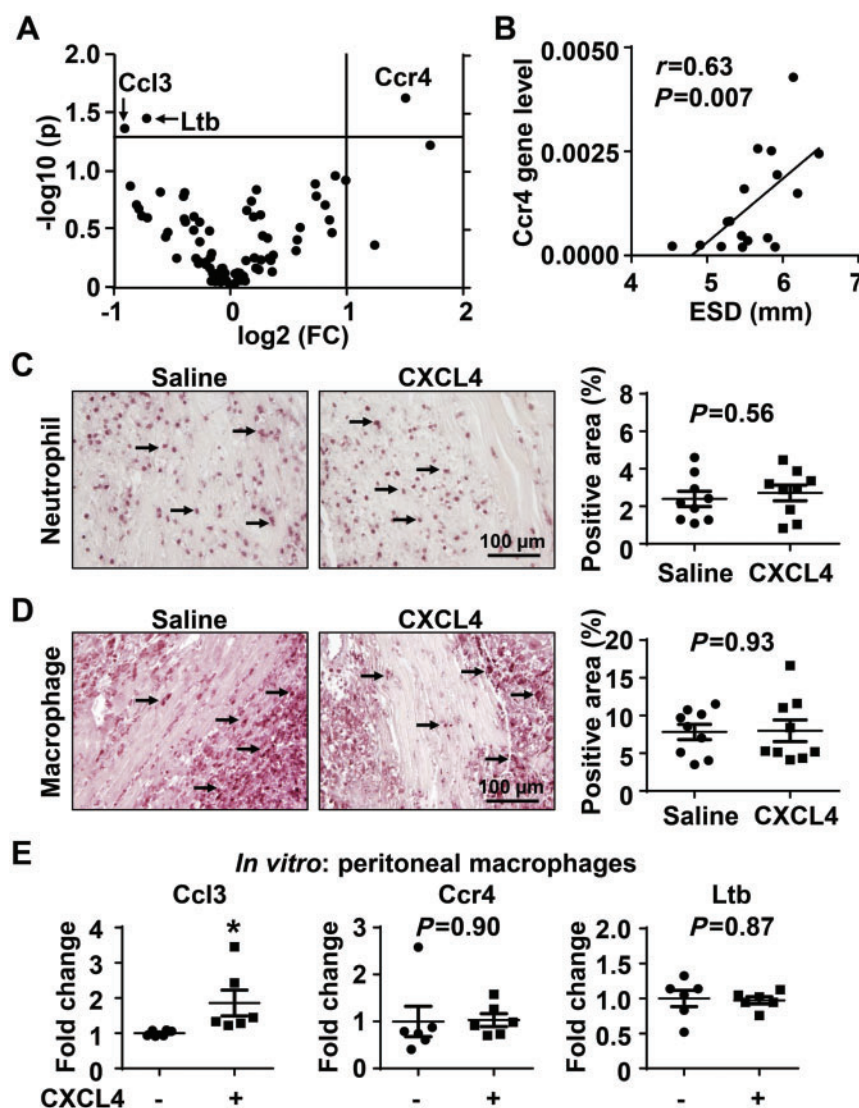 A
B
Ccl3
Ltb
Ccr4
-log10 (p)
2.0
1.5
1.0
0.5
0
-1
0.0
1
2
log2 (FC)
r=0.63
P=0.007
Ccr4 gene level
0.0050
0.0025
0.0000
4
5
6
7
ESD (mm)
C
Saline
CXCL4
Neutrophil
100 µm
Positive area (%)
P=0.56
8
6
4
2
0
Saline
CXCL4
D
Saline
CXCL4
Macrophage
100 µm
Positive area (%)
P=0.93
20
15
10
5
0
Saline
CXCL4
E
In vitro: peritoneal macrophages
Ccl3
Fold change
4
3
2
1
0
*
CXCL4
-
+
Ccr4
P=0.90
Fold change
3
2
1
0
-
+
Ltb
P=0.87
Fold change
2.0
1.5
1.0
0.5
0.0
-
+